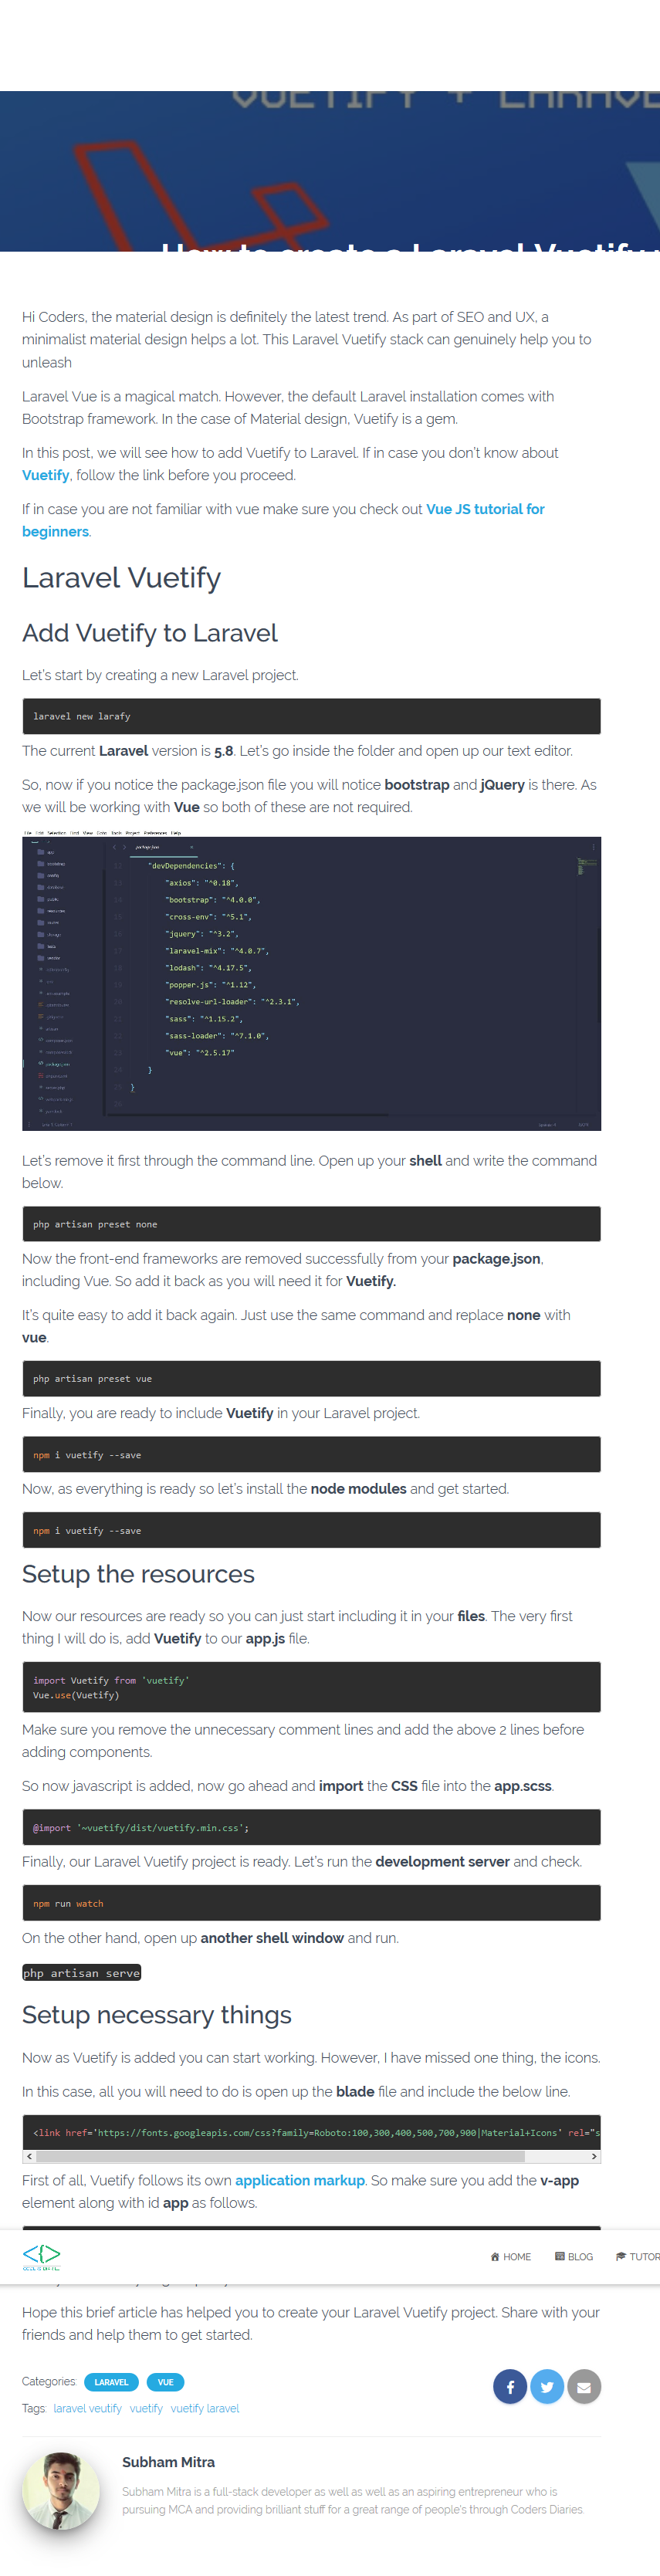 VUETIFY + LARAVE
How to create a Laravel Vuetify
Hi Coders, the material design is definitely the latest trend. As part of SEO and UX, a
minimalist material design helps a lot. This Laravel Vuetify stack can genuinely help you to
unleash
Laravel Vue is a magical match. However, the default Laravel installation comes with
Bootstrap framework. In the case of Material design, Vuetify is a gem.
In this post, we will see how to add Vuetify to Laravel. If in case you don't know about
Vuetify, follow the link before you proceed.
If in case you are not familiar with vue make sure you check out Vue JS tutorial for
beginners.
Laravel Vuetify
Add Vuetify to Laravel
Let's start by creating a new Laravel project.
laravel new larafy
The current Laravel version is 5.8. Let's go inside the folder and open up our text editor.
So, now if you notice the package.json file you will notice bootstrap and jQuery is there. As
we will be working with Vue so both of these are not required.
File Edit Selection Find View Goto Tools Project Preferences Help
package.json
"devDependencies": {
"axios": "^0.18",
"bootstrap": "^4.0.0",
"cross-env": "^5.1",
"jquery": "^3.2",
"laravel-mix": "^4.0.7",
"lodash": "^4.17.5",
"popper.js": "^1.12",
"resolve-url-loader": "^2.3.1",
"sass": "^1.15.2",
"sass-loader": "^7.1.0",
"vue": "^2.5.17"
}
}
Let's remove it first through the command line. Open up your shell and write the command
below.
php artisan preset none
Now the front-end frameworks are removed successfully from your package.json,
including Vue. So add it back as you will need it for Vuetify.
It's quite easy to add it back again. Just use the same command and replace none with
vue.
php artisan preset vue
Finally, you are ready to include Vuetify in your Laravel project.
npm i vuetify --save
Now, as everything is ready so let's install the node modules and get started.
npm i vuetify --save
Setup the resources
Now our resources are ready so you can just start including it in your files. The very first
thing I will do is, add Vuetify to our app.js file.
import Vuetify from 'vuetify'
Vue.use(Vuetify)
Make sure you remove the unnecessary comment lines and add the above 2 lines before
adding components.
So now javascript is added, now go ahead and import the CSS file into the app.scss.
@import '~vuetify/dist/vuetify.min.css';
Finally, our Laravel Vuetify project is ready. Let's run the development server and check.
npm run watch
On the other hand, open up another shell window and run.
php artisan serve
Setup necessary things
Now as Vuetify is added you can start working. However, I have missed one thing, the icons.
In this case, all you will need to do is open up the blade file and include the below line.
<link href='https://fonts.googleapis.com/css?family=Roboto:100,300,400,500,700,900|Material+Icons' rel="s
First of all, Vuetify follows its own application markup. So make sure you add the v-app
element along with id app as follows.
HOME BLOG TUTOR
Hope this brief article has helped you to create your Laravel Vuetify project. Share with your
friends and help them to get started.
Categories: LARAVEL VUE
Tags: laravel veutify vuetify vuetify laravel
Subham Mitra
Subham Mitra is a full-stack developer as well as well as an aspiring entrepreneur who is
pursuing MCA and providing brilliant stuff for a great range of people's through Coders Diaries.